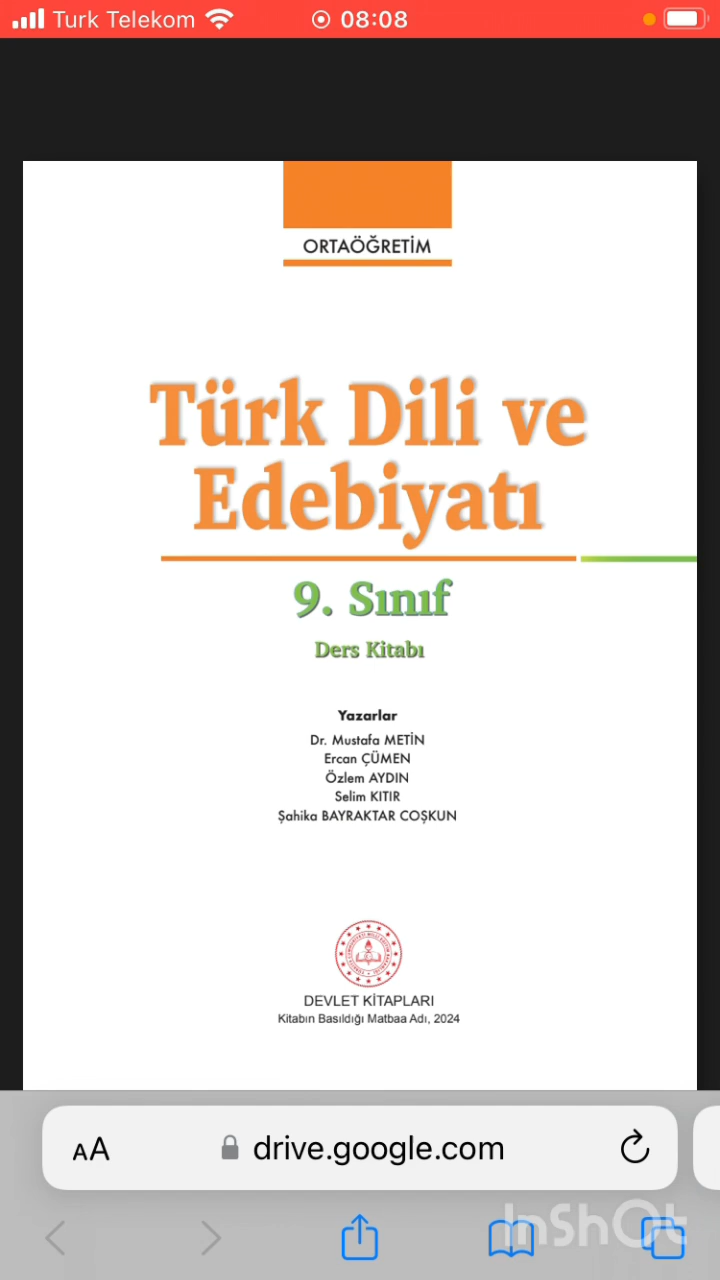 Turk Telekom 08:08
ORTAÖĞRETİM
Türk Dili ve
Edebiyatı
9. Sınıf
Ders Kitabı
Yazarlar
Dr. Mustafa METİN
Ercan ÇÜMEN
Özlem AYDIN
Selim KITIR
Şahika BAYRAKTAR COŞKUN
DEVLET KİTAPLARI
Kitabın Basıldığı Matbaa Adı, 2024
AA drive.google.com
InShOt